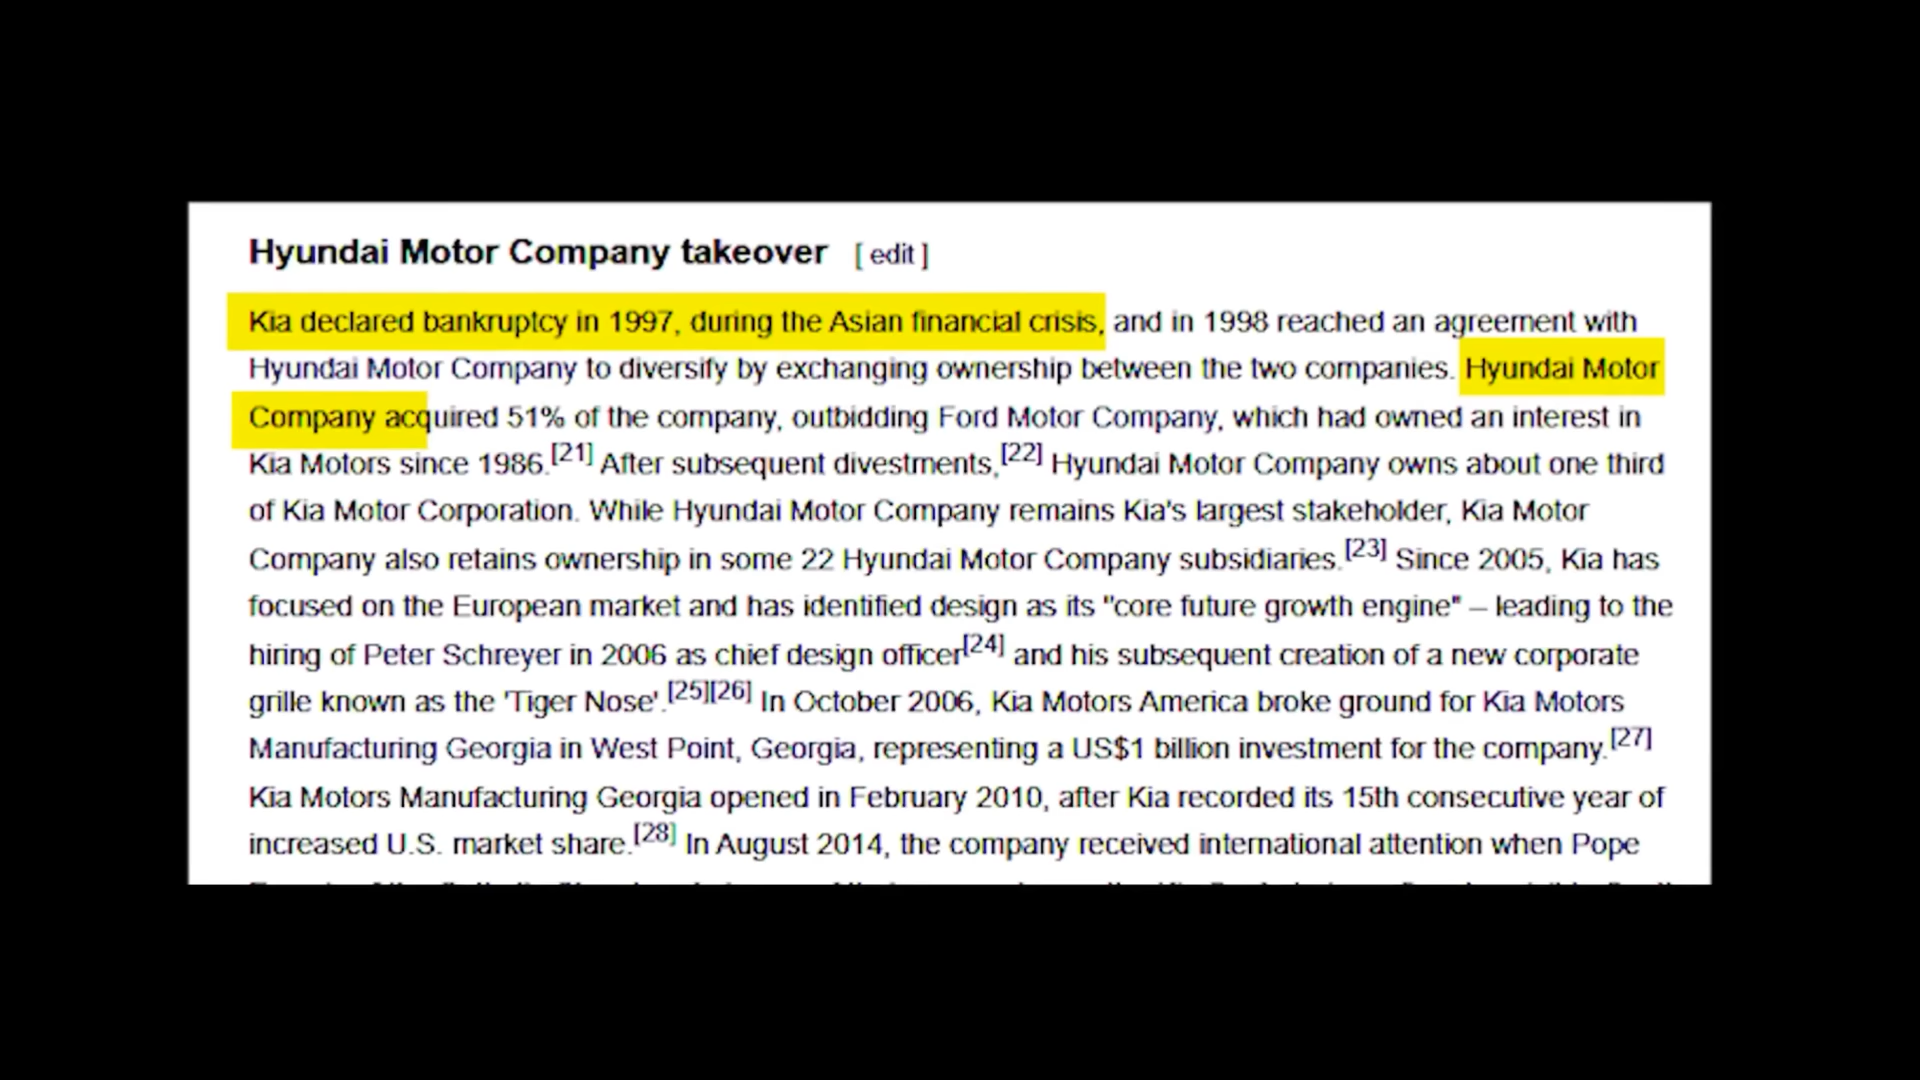 Hyundai Motor Company takeover [ edit ]
Kia declared bankruptcy in 1997, during the Asian financial crisis, and in 1998 reached an agreement with
Hyundai Motor Company to diversify by exchanging ownership between the two companies. Hyundai Motor
Company acquired 51% of the company, outbidding Ford Motor Company, which had owned an interest in
Kia Motors since 1986.[21] After subsequent divestments,[22] Hyundai Motor Company owns about one third
of Kia Motor Corporation. While Hyundai Motor Company remains Kia's largest stakeholder, Kia Motor
Company also retains ownership in some 22 Hyundai Motor Company subsidiaries.[23] Since 2005, Kia has
focused on the European market and has identified design as its "core future growth engine" – leading to the
hiring of Peter Schreyer in 2006 as chief design officer[24] and his subsequent creation of a new corporate
grille known as the 'Tiger Nose'.[25][26] In October 2006, Kia Motors America broke ground for Kia Motors
Manufacturing Georgia in West Point, Georgia, representing a US$1 billion investment for the company.[27]
Kia Motors Manufacturing Georgia opened in February 2010, after Kia recorded its 15th consecutive year of
increased U.S. market share.[28] In August 2014, the company received international attention when Pope